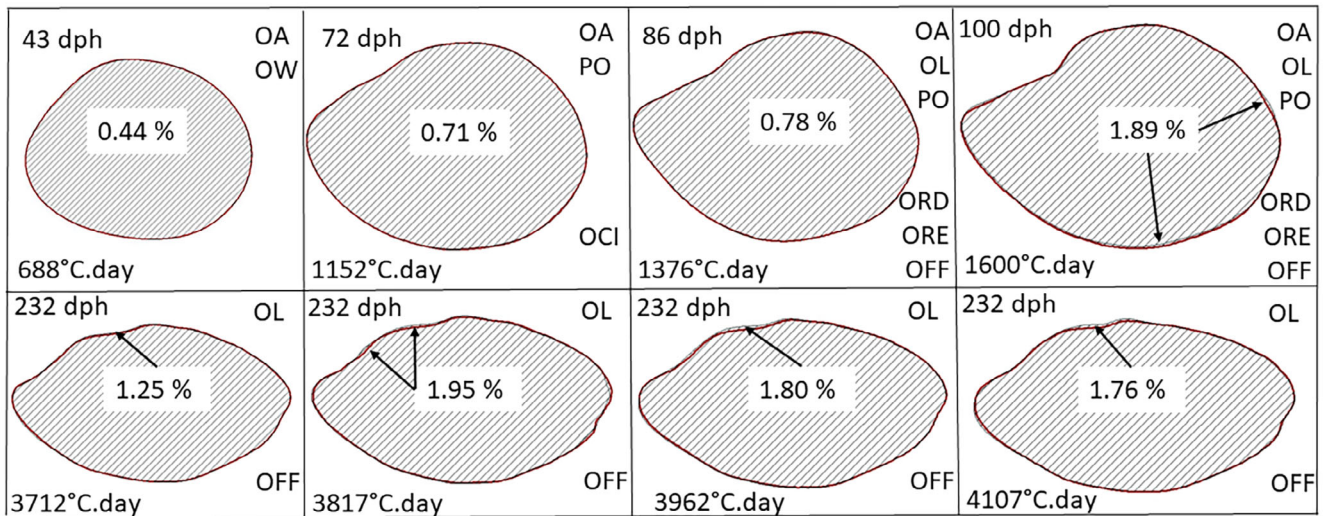 43 dph
OA
OW
0.44 %
688°C.day
72 dph
OA
PO
0.71 %
OCI
1152°C.day
86 dph
OA
OL
PO
0.78 %
ORD
ORE
OFF
1376°C.day
100 dph
OA
OL
PO
1.89 %
ORD
ORE
OFF
1600°C.day
232 dph
OL
1.25 %
OFF
3712°C.day
232 dph
OL
1.95 %
OFF
3817°C.day
232 dph
OL
1.80 %
OFF
3962°C.day
232 dph
OL
1.76 %
OFF
4107°C.day